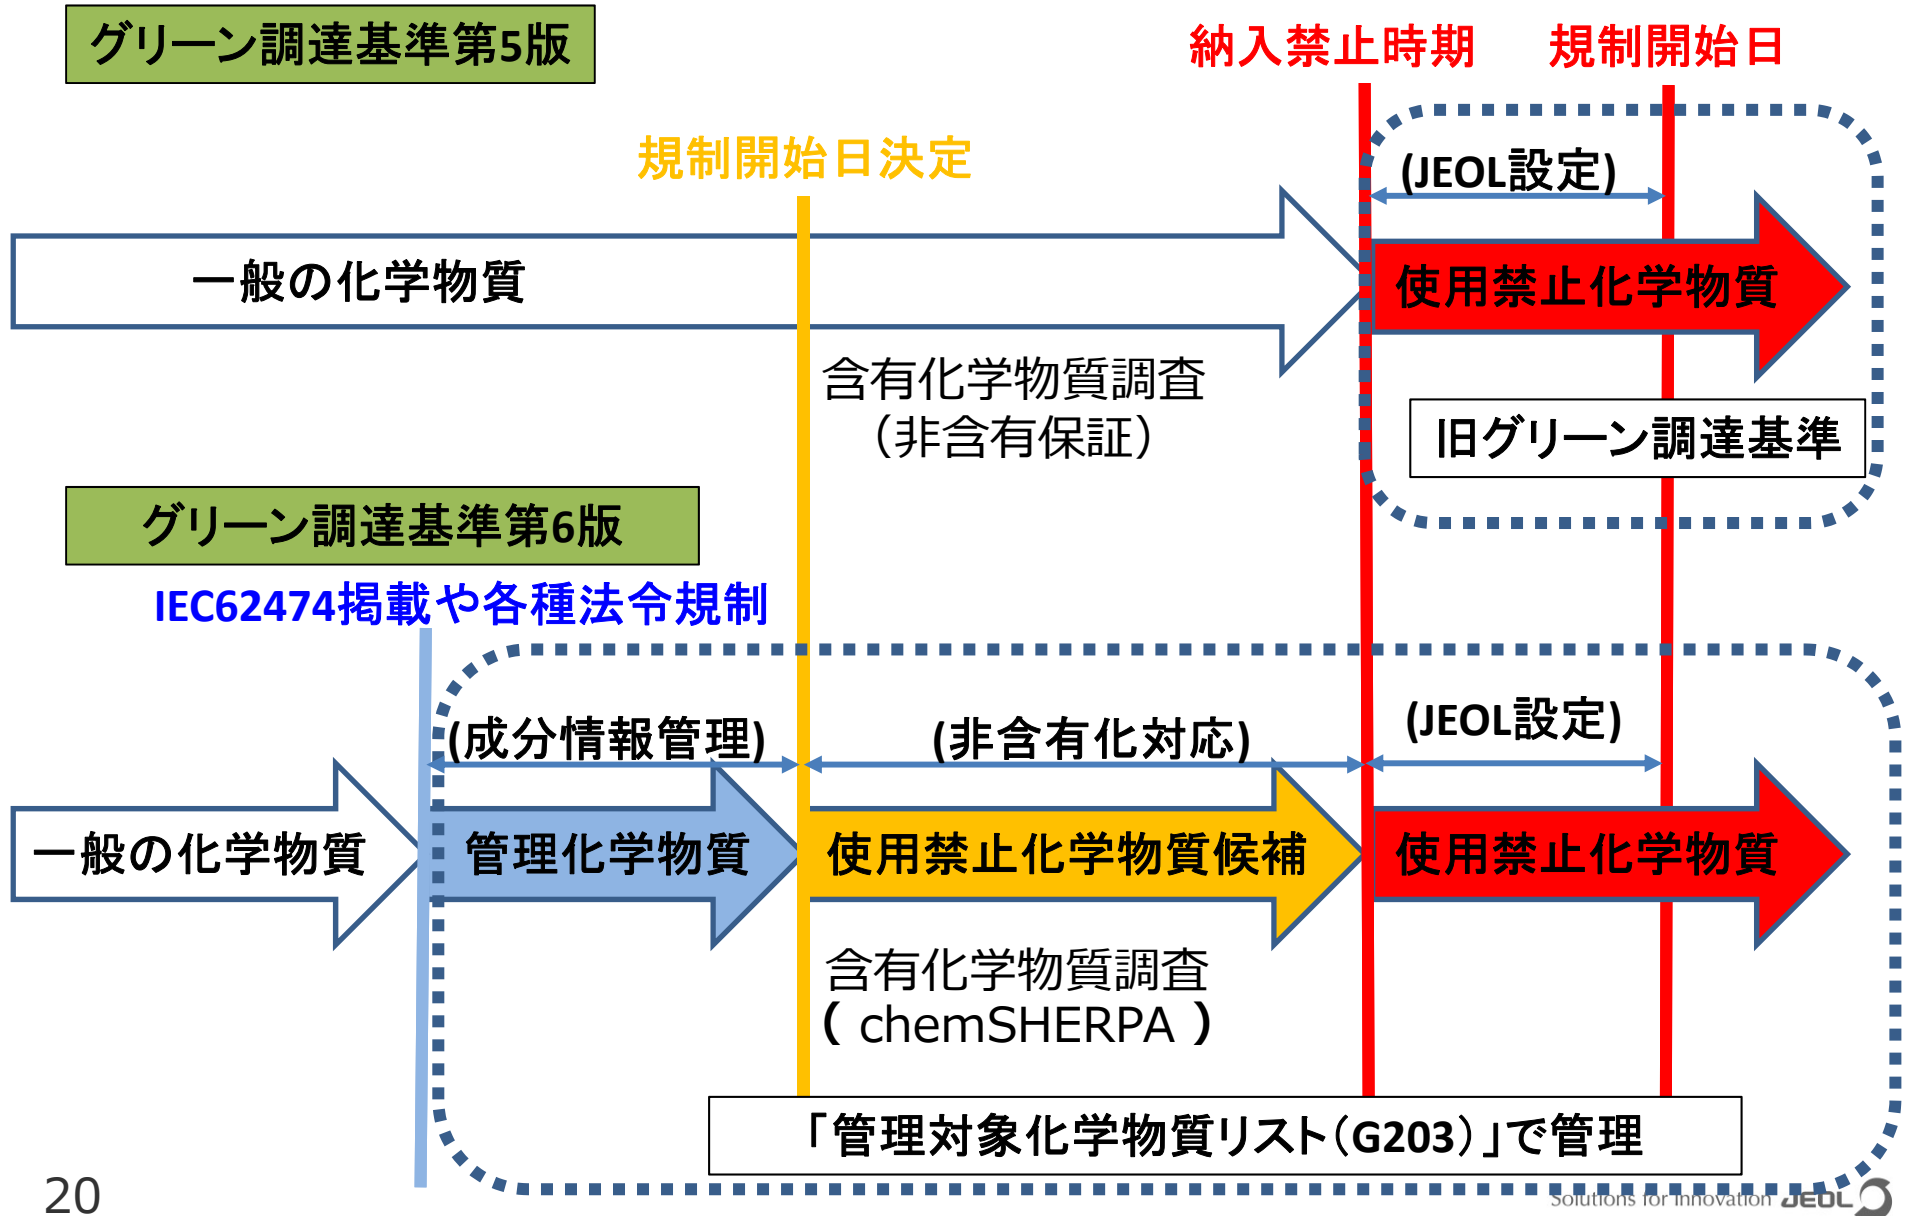 グリーン調達基準第5版
納入禁止時期
規制開始日
規制開始日決定
(JEOL設定)
一般の化学物質
使用禁止化学物質
含有化学物質調査
（非含有保証）
旧グリーン調達基準
グリーン調達基準第6版
IEC62474掲載や各種法令規制
(成分情報管理)
(非含有化対応)
(JEOL設定)
一般の化学物質
管理化学物質
使用禁止化学物質候補
使用禁止化学物質
含有化学物質調査
( chemSHERPA )
「管理対象化学物質リスト（G203）」で管理
20
Solutions for Innovation JEOL